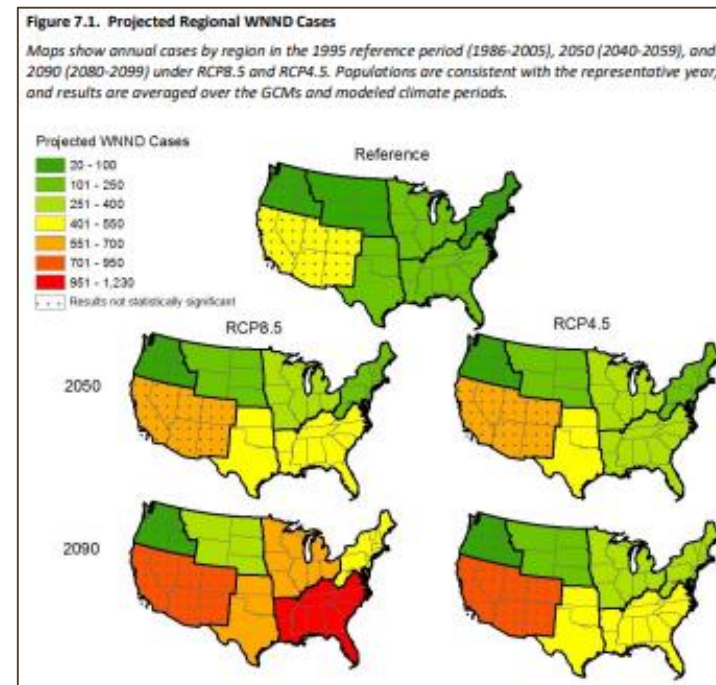 Figure 7.1. Projected Regional WNND Cases
Maps show annual cases by region in the 1995 reference period (1986-2005), 2050 (2040-2059), and
2090 (2080-2099) under RCP8.5 and RCP4.5. Populations are consistent with the representative year,
and results are averaged over the GCMs and modeled climate periods.
Projected WNND Cases
20 - 100
101 - 250
251 - 400
401 - 550
551 - 700
701 - 950
951 - 1,230
Results not statistically significant
Reference
RCP8.5
RCP4.5
2050
2090